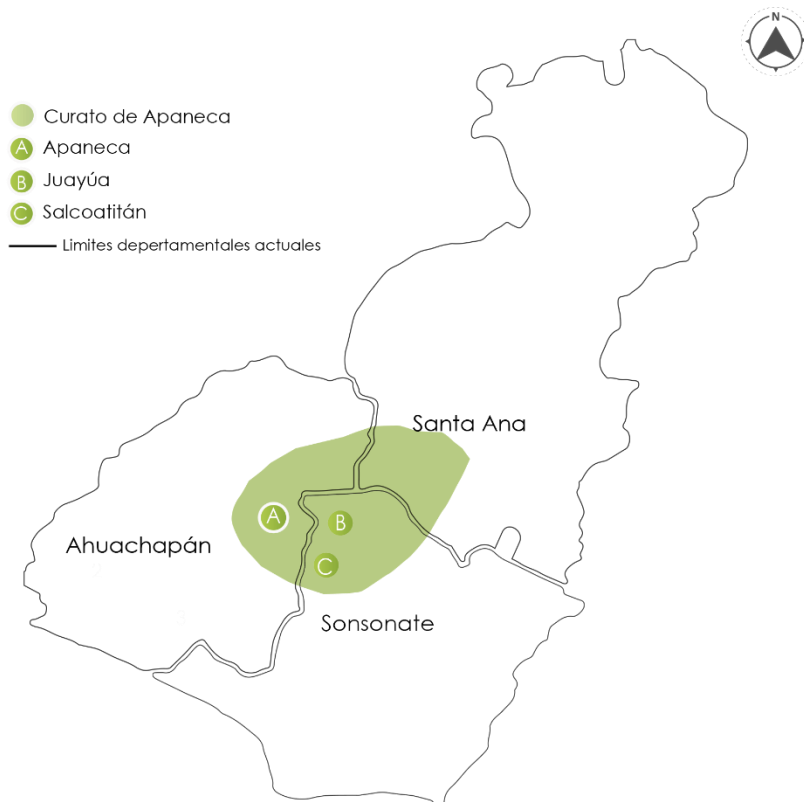 N
Curato de Apaneca
A Apaneca
B Juayúa
C Salcoatitán
Limites depertamentales actuales
Santa Ana
A
B
Ahuachapán
C
Sonsonate